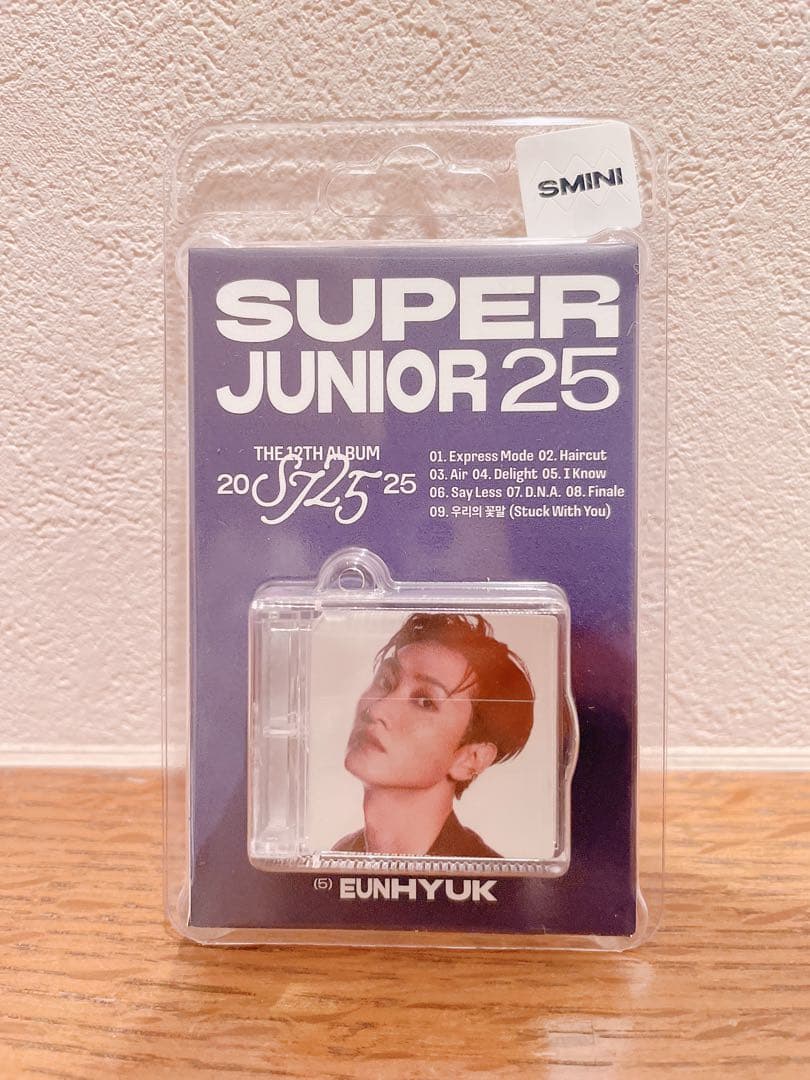 SMINI
SUPER
JUNIOR 25
THE 12TH ALBUM
20 SJ25 25
01. Express Mode 02. Haircut
03. Air 04. Delight 05. I Know
06. Say Less 07. D.N.A. 08. Finale
09. 우리의 꽃말 (Stuck With You)
(5) EUNHYUK